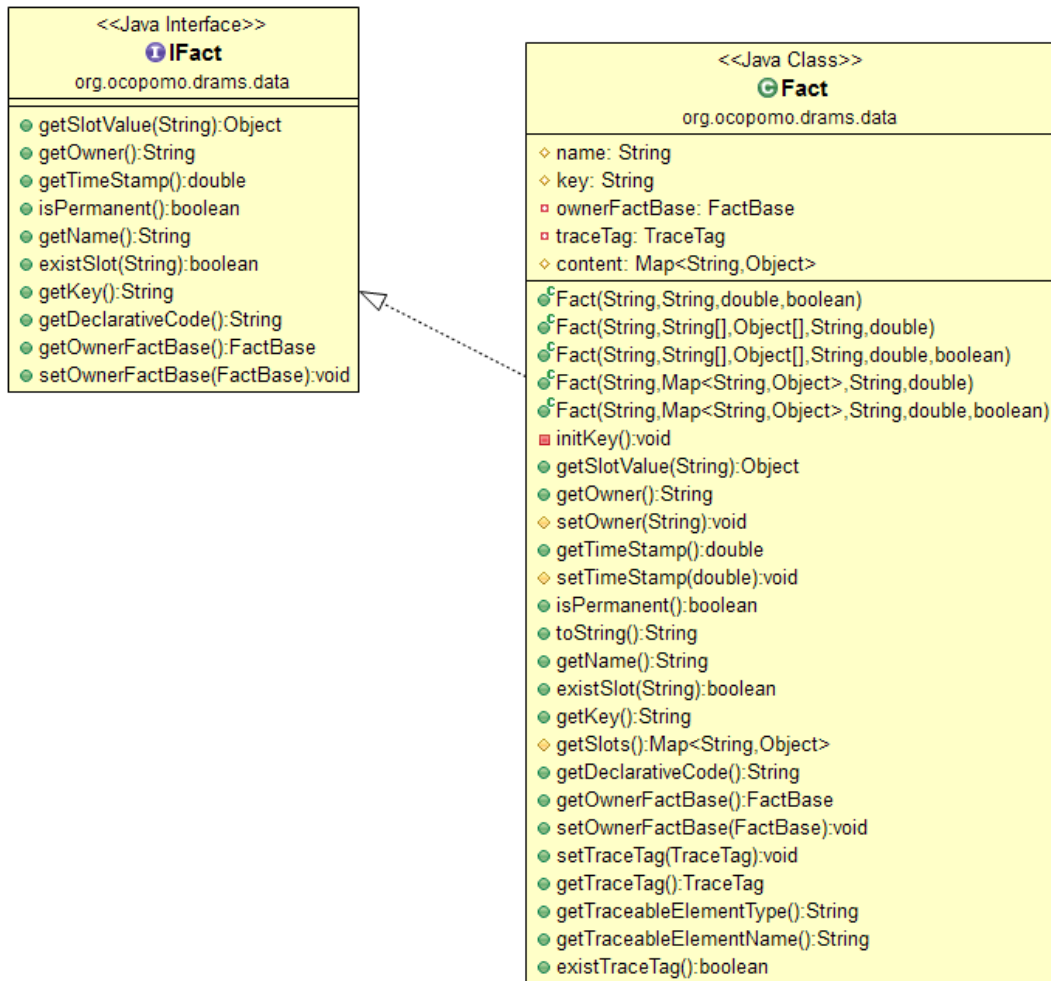 <<Java Interface>>
IFact
org.ocopomo.drams.data
getSlotValue(String):Object
getOwner():String
getTimeStamp():double
isPermanent():boolean
getName():String
existSlot(String):boolean
getKey():String
getDeclarativeCode():String
getOwnerFactBase():FactBase
setOwnerFactBase(FactBase):void
<<Java Class>>
Fact
org.ocopomo.drams.data
name: String
key: String
ownerFactBase: FactBase
traceTag: TraceTag
content: Map<String,Object>
Fact(String,String,double,boolean)
Fact(String,String[],Object[],String,double)
Fact(String,String[],Object[],String,double,boolean)
Fact(String,Map<String,Object>,String,double)
Fact(String,Map<String,Object>,String,double,boolean)
initKey():void
getSlotValue(String):Object
getOwner():String
setOwner(String):void
getTimeStamp():double
setTimeStamp(double):void
isPermanent():boolean
toString():String
getName():String
existSlot(String):boolean
getKey():String
getSlots():Map<String,Object>
getDeclarativeCode():String
getOwnerFactBase():FactBase
setOwnerFactBase(FactBase):void
setTraceTag(TraceTag):void
getTraceTag():TraceTag
getTraceableElementType():String
getTraceableElementName():String
existTraceTag():boolean